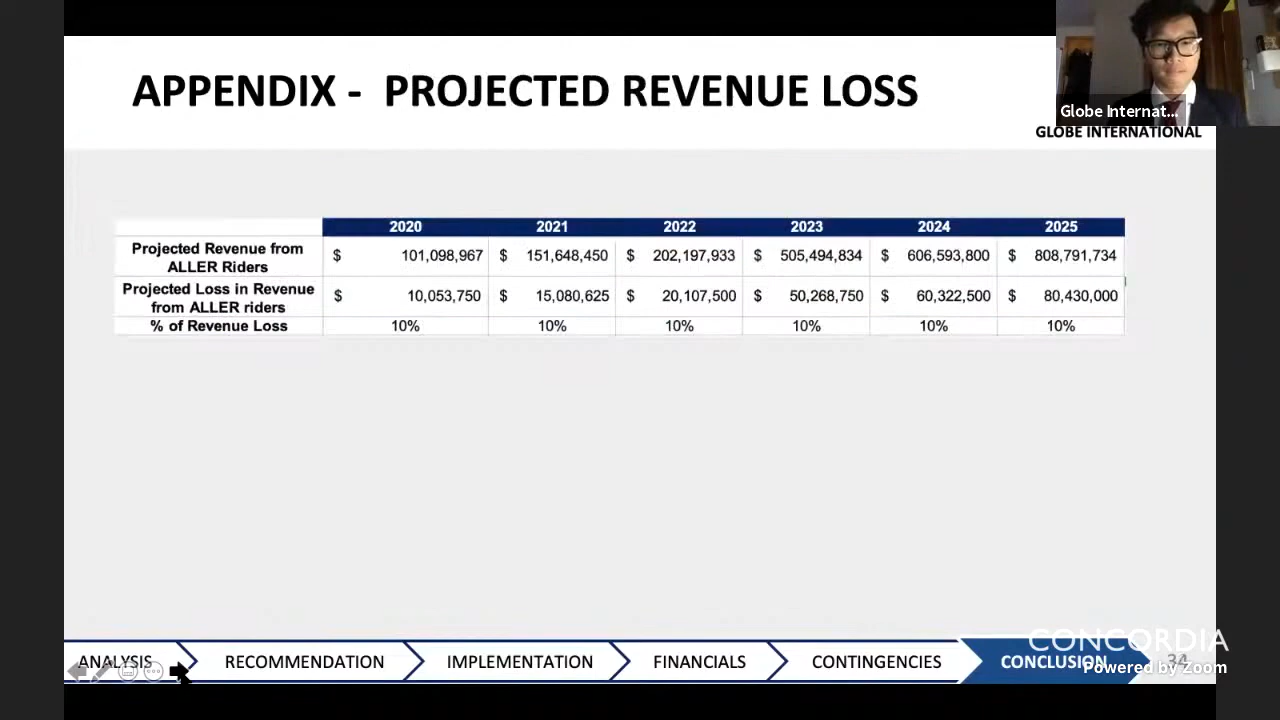 APPENDIX -  PROJECTED REVENUE LOSS
Globe Internat...
GLOBE INTERNATIONAL
2020 2021 2022 2023 2024 2025
Projected Revenue from
ALLER Riders
$ 101,098,967 $ 151,648,450 $ 202,197,933 $ 505,494,834 $ 606,593,800 $ 808,791,734
Projected Loss in Revenue
from ALLER riders
$ 10,053,750 $ 15,080,625 $ 20,107,500 $ 50,268,750 $ 60,322,500 $ 80,430,000
% of Revenue Loss 10% 10% 10% 10% 10% 10%
CONCORDIA
ANALYSIS RECOMMENDATION IMPLEMENTATION FINANCIALS CONTINGENCIES CONCLUSION 34
Powered by Zoom